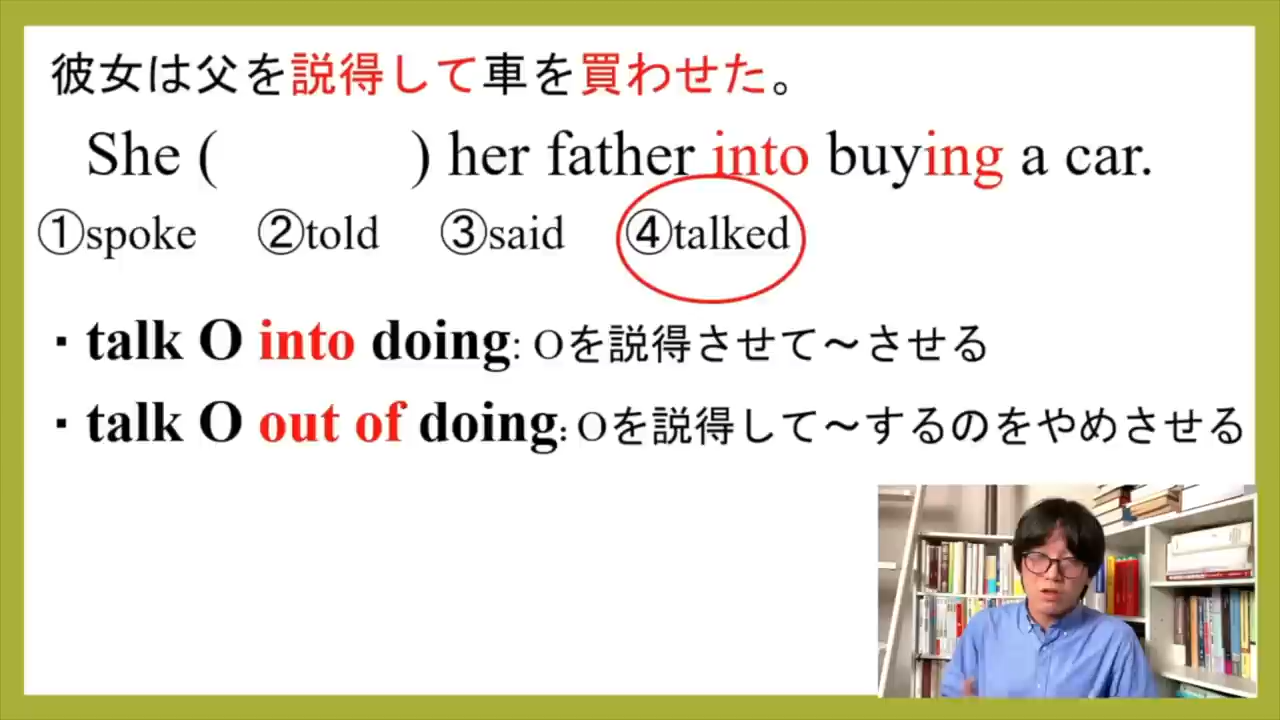 彼女は父を説得して車を買わせた。
She (          ) her father into buying a car.
①spoke ②told ③said ④talked
・talk O into doing: Oを説得させて～させる
・talk O out of doing: Oを説得して～するのをやめさせる